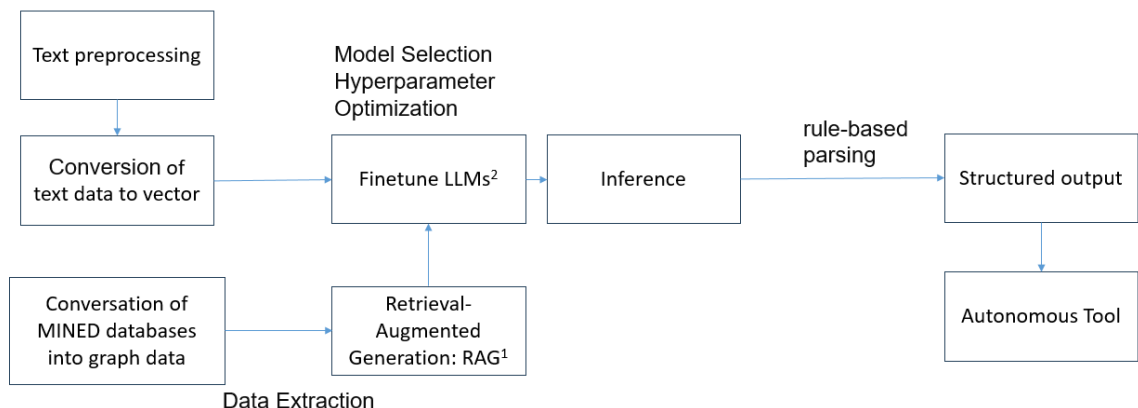 Text preprocessing
Model Selection
Hyperparameter
Optimization
rule-based
parsing
Conversion of
text data to vector
Finetune LLMs²
Inference
Structured output
Conversation of
MINED databases
into graph data
Retrieval-
Augmented
Generation: RAG¹
Autonomous Tool
Data Extraction